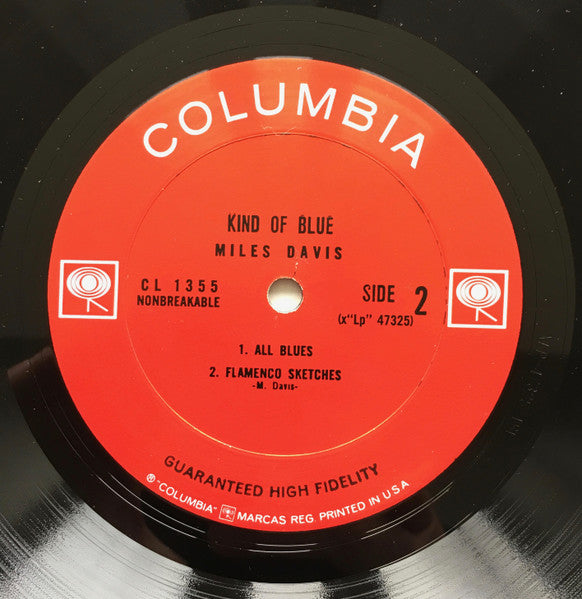 COLUMBIA
KIND OF BLUE
MILES DAVIS
CL 1355
NONBREAKABLE
SIDE 2
(x"Lp" 47325)
1. ALL BLUES
2. FLAMENCO SKETCHES
-M. Davis-
GUARANTEED HIGH FIDELITY
® "COLUMBIA" MARCAS REG. PRINTED IN U.S.A.